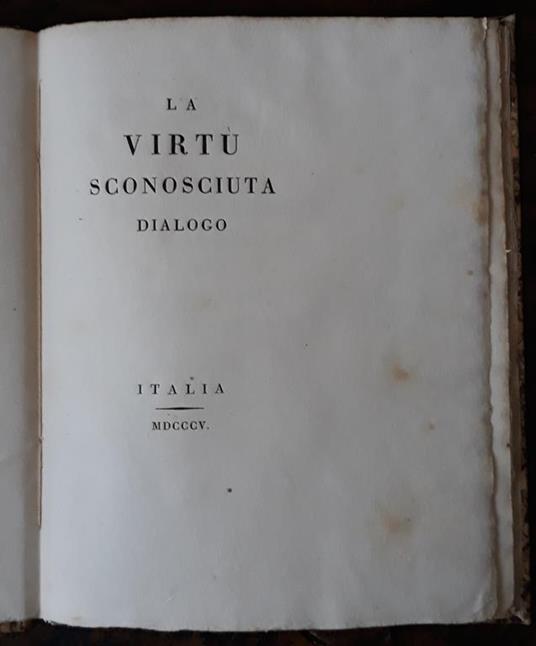 LA
VIRTÙ
SCONOSCIUTA
DIALOGO
ITALIA
MDCCCV.